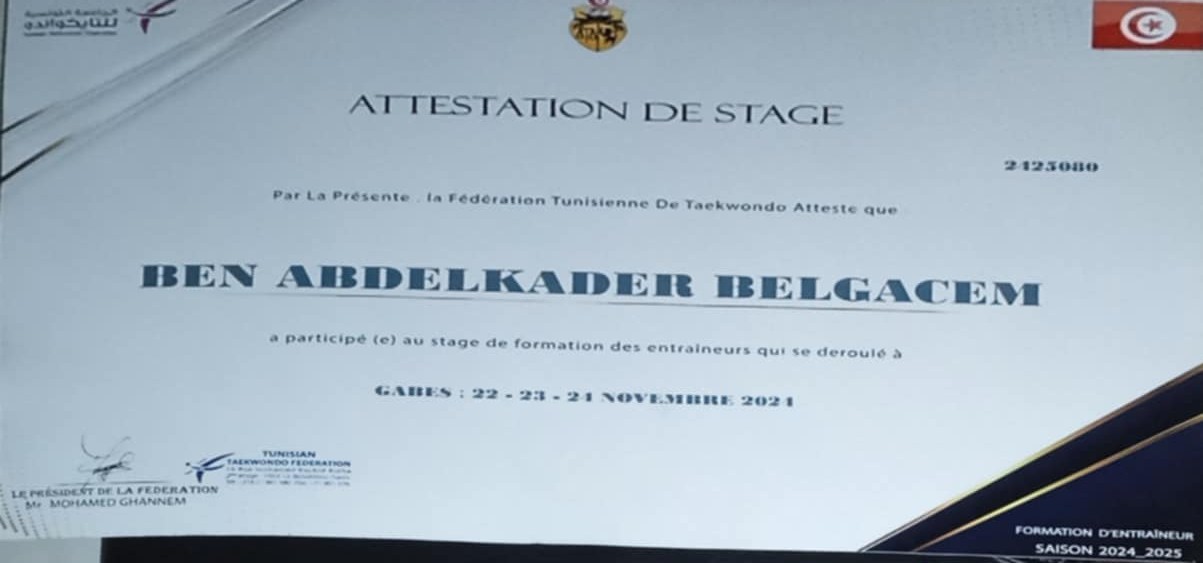 الجامعة التونسية
للتايكواندو
ATTESTATION DE STAGE
2425080
Par La Présente . la Fédération Tunisienne De Taekwondo Atteste que
BEN ABDELKADER BELGACEM
a participé (e) au stage de formation des entraîneurs qui se deroulé à
GABES : 22 - 23 - 24 NOVEMBRE 2024
TUNISIAN
TAEKWONDO FEDERATION
LE PRÉSIDENT DE LA FEDERATION
Mr MOHAMED GHANNEM
FORMATION D'ENTRAÎNEUR
SAISON 2024_2025